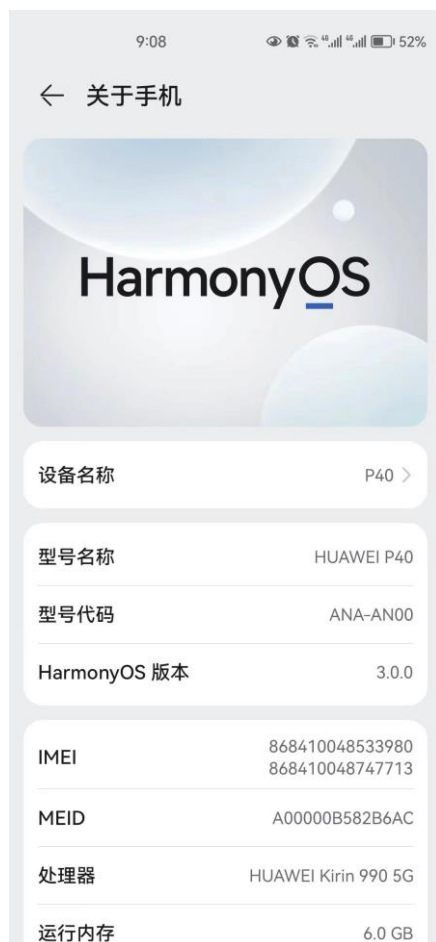 9:08 46 46 52%
关于手机
HarmonyOS
设备名称 P40
型号名称 HUAWEI P40
型号代码 ANA-AN00
HarmonyOS 版本 3.0.0
IMEI 868410048533980
868410048747713
MEID A00000B582B6AC
处理器 HUAWEI Kirin 990 5G
运行内存 6.0 GB